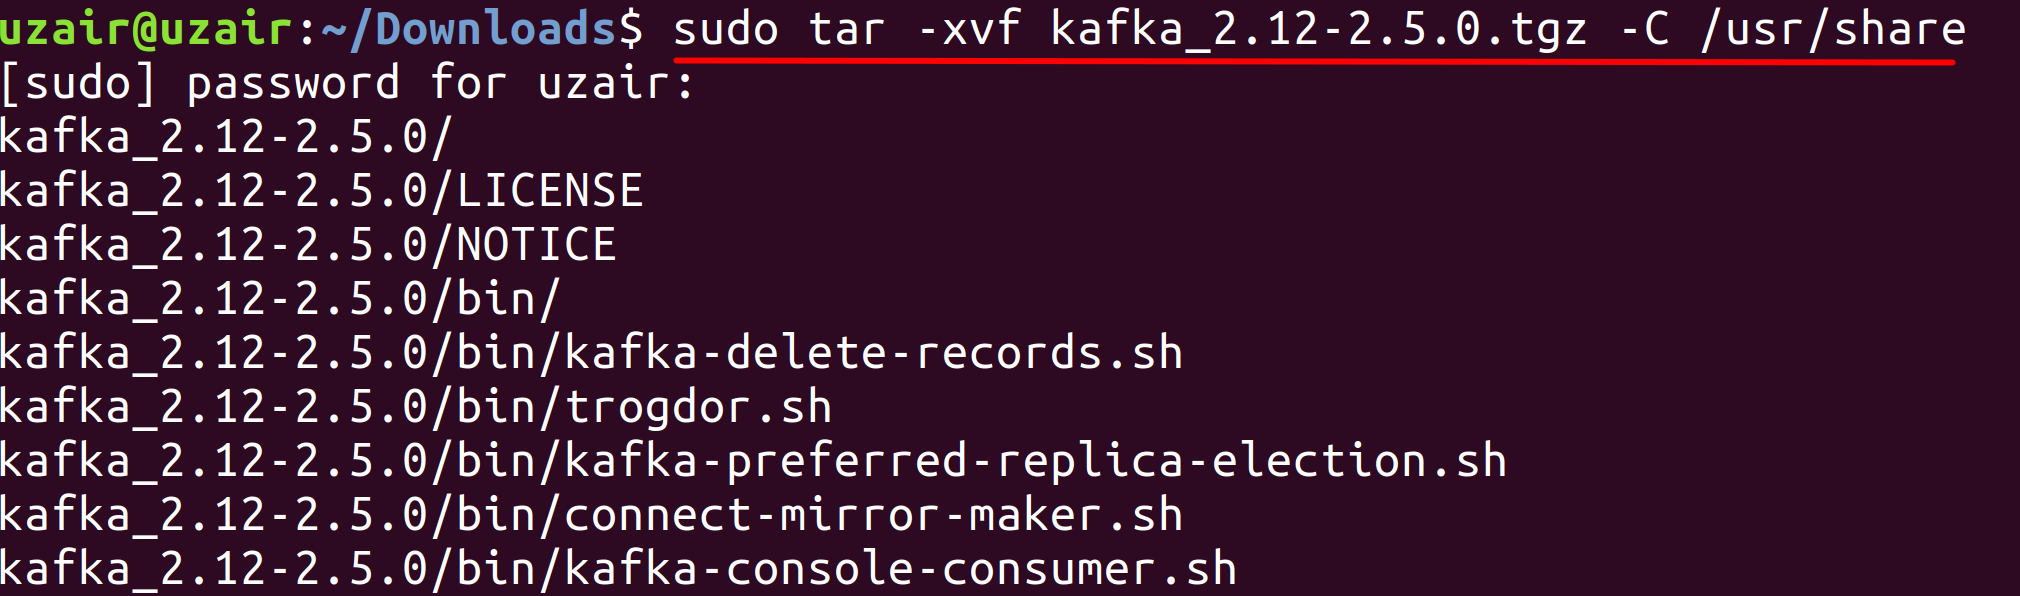 uzair@uzair:~/Downloads$ sudo tar -xvf kafka_2.12-2.5.0.tgz -C /usr/share
[sudo] password for uzair:
kafka_2.12-2.5.0/
kafka_2.12-2.5.0/LICENSE
kafka_2.12-2.5.0/NOTICE
kafka_2.12-2.5.0/bin/
kafka_2.12-2.5.0/bin/kafka-delete-records.sh
kafka_2.12-2.5.0/bin/trogdor.sh
kafka_2.12-2.5.0/bin/kafka-preferred-replica-election.sh
kafka_2.12-2.5.0/bin/connect-mirror-maker.sh
kafka_2.12-2.5.0/bin/kafka-console-consumer.sh